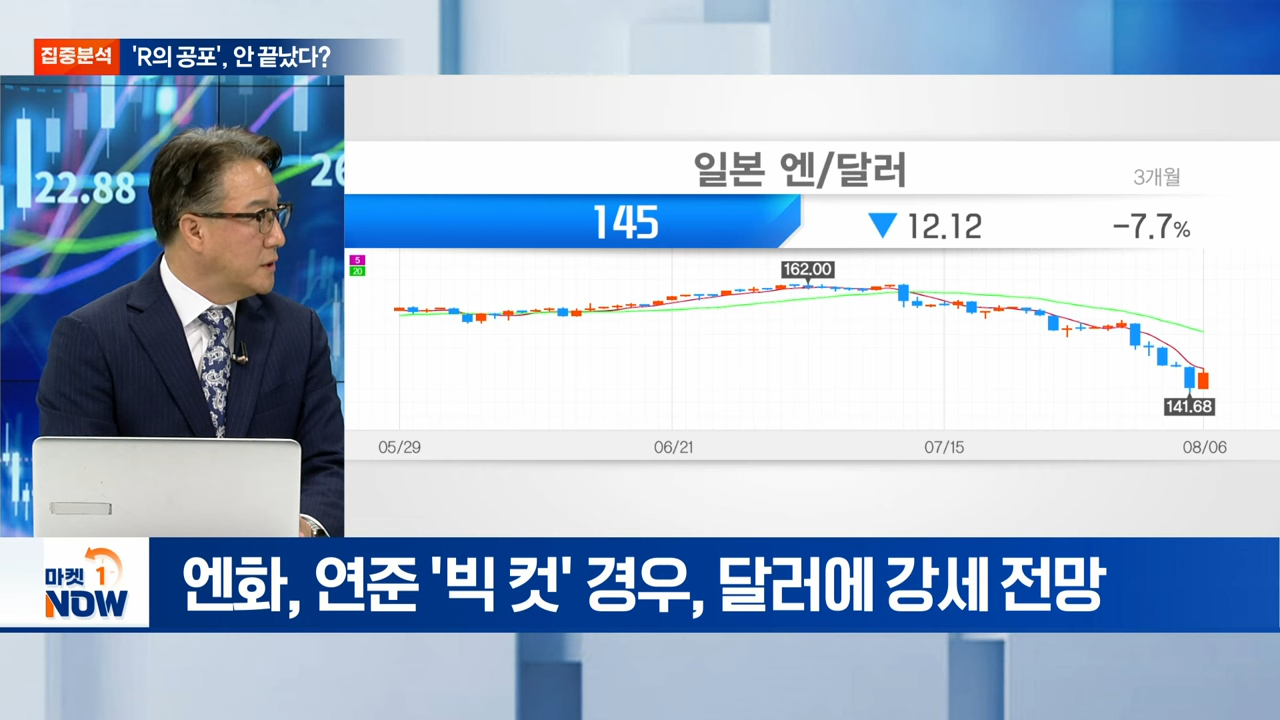 집중분석 'R의 공포', 안 끝났다?
22.88
26
일본 엔/달러
3개월
145 ▼ 12.12 -7.7%
5
20
162.00
141.68
05/29 06/21 07/15 08/06
마켓 1
NOW
엔화, 연준 '빅 컷' 경우, 달러에 강세 전망